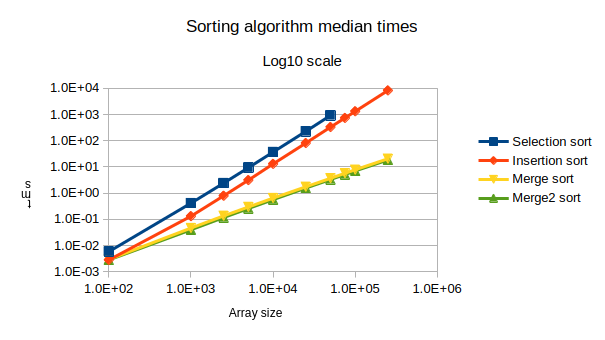 Sorting algorithm median times
Log10 scale
1.0E+04
1.0E+03
1.0E+02
1.0E+01
1.0E+00
1.0E-01
1.0E-02
1.0E-03
1.0E+02 1.0E+03 1.0E+04 1.0E+05 1.0E+06
Array size
Selection sort
Insertion sort
Merge sort
Merge2 sort